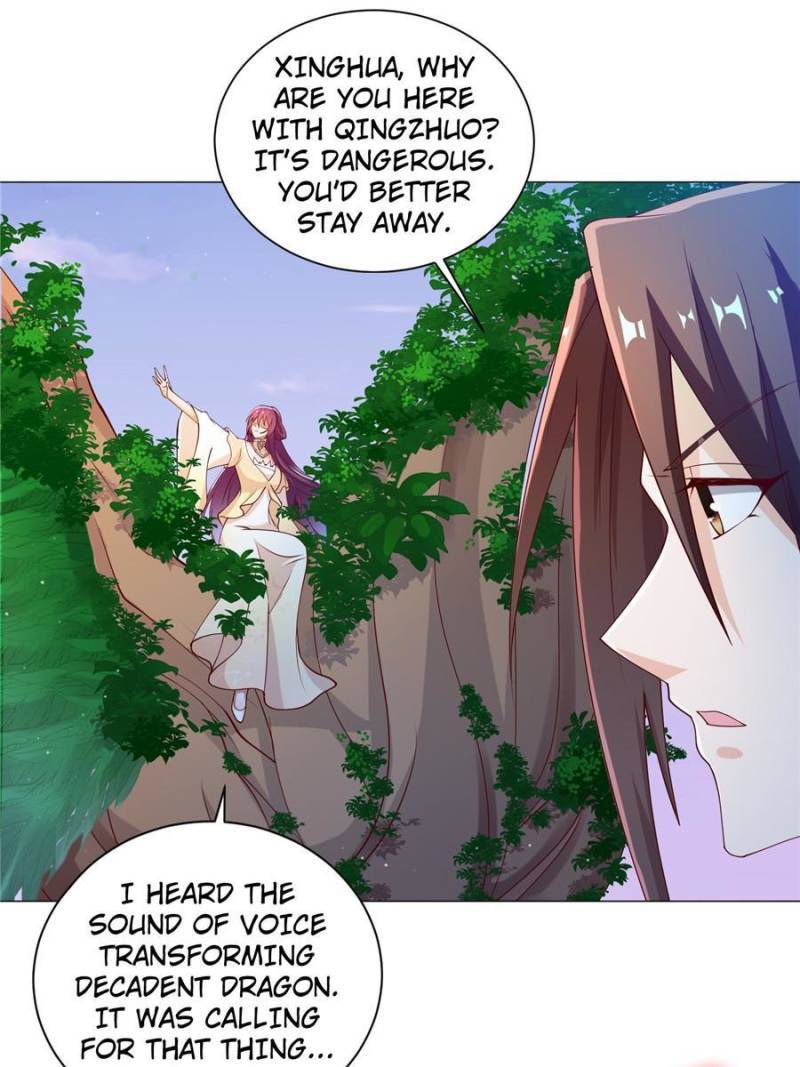 XINGHUA, WHY
ARE YOU HERE
WITH QINGZHUO?
IT'S DANGEROUS.
YOU'D BETTER
STAY AWAY.
I HEARD THE
SOUND OF VOICE
TRANSFORMING
DECADENT DRAGON.
IT WAS CALLING
FOR THAT THING...